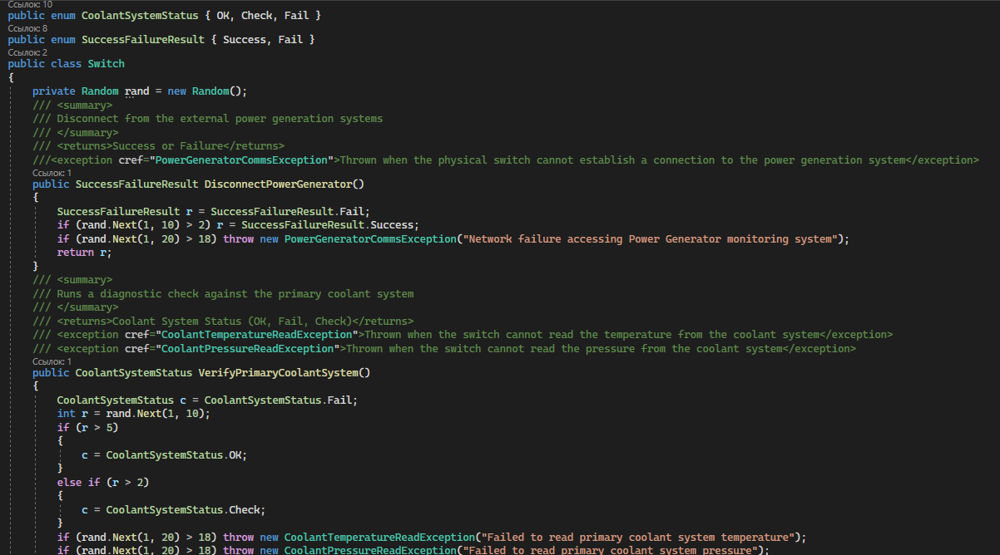 Ссылок: 10
public enum CoolantSystemStatus { OK, Check, Fail }
Ссылок: 8
public enum SuccessFailureResult { Success, Fail }
Ссылок: 2
public class Switch
{
    private Random rand = new Random();
    /// <summary>
    /// Disconnect from the external power generation systems
    /// </summary>
    /// <returns>Success or Failure</returns>
    ///<exception cref="PowerGeneratorCommsException">Thrown when the physical switch cannot establish a connection to the power generation system</exception>
    Ссылок: 1
    public SuccessFailureResult DisconnectPowerGenerator()
    {
        SuccessFailureResult r = SuccessFailureResult.Fail;
        if (rand.Next(1, 10) > 2) r = SuccessFailureResult.Success;
        if (rand.Next(1, 20) > 18) throw new PowerGeneratorCommsException("Network failure accessing Power Generator monitoring system");
        return r;
    }
    /// <summary>
    /// Runs a diagnostic check against the primary coolant system
    /// </summary>
    /// <returns>Coolant System Status (OK, Fail, Check)</returns>
    /// <exception cref="CoolantTemperatureReadException">Thrown when the switch cannot read the temperature from the coolant system</exception>
    /// <exception cref="CoolantPressureReadException">Thrown when the switch cannot read the pressure from the coolant system</exception>
    Ссылок: 1
    public CoolantSystemStatus VerifyPrimaryCoolantSystem()
    {
        CoolantSystemStatus c = CoolantSystemStatus.Fail;
        int r = rand.Next(1, 10);
        if (r > 5)
        {
            c = CoolantSystemStatus.OK;
        }
        else if (r > 2)
        {
            c = CoolantSystemStatus.Check;
        }
        if (rand.Next(1, 20) > 18) throw new CoolantTemperatureReadException("Failed to read primary coolant system temperature");
        if (rand.Next(1, 20) > 18) throw new CoolantPressureReadException("Failed to read primary coolant system pressure");